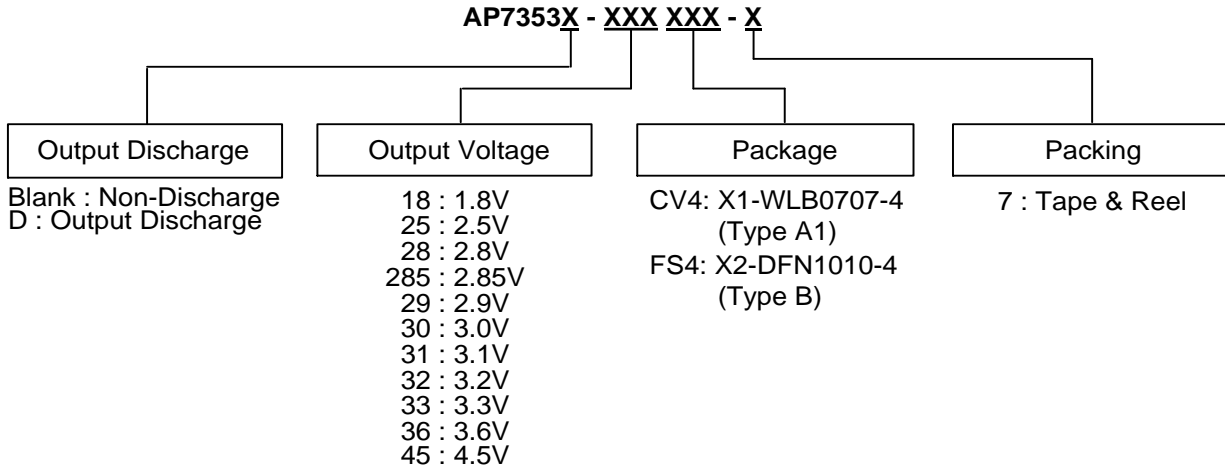 AP7353X - XXX XXX - X
Output Discharge
Blank : Non-Discharge
D : Output Discharge
Output Voltage
18 : 1.8V
25 : 2.5V
28 : 2.8V
285 : 2.85V
29 : 2.9V
30 : 3.0V
31 : 3.1V
32 : 3.2V
33 : 3.3V
36 : 3.6V
45 : 4.5V
Package
CV4: X1-WLB0707-4
(Type A1)
FS4: X2-DFN1010-4
(Type B)
Packing
7 : Tape & Reel